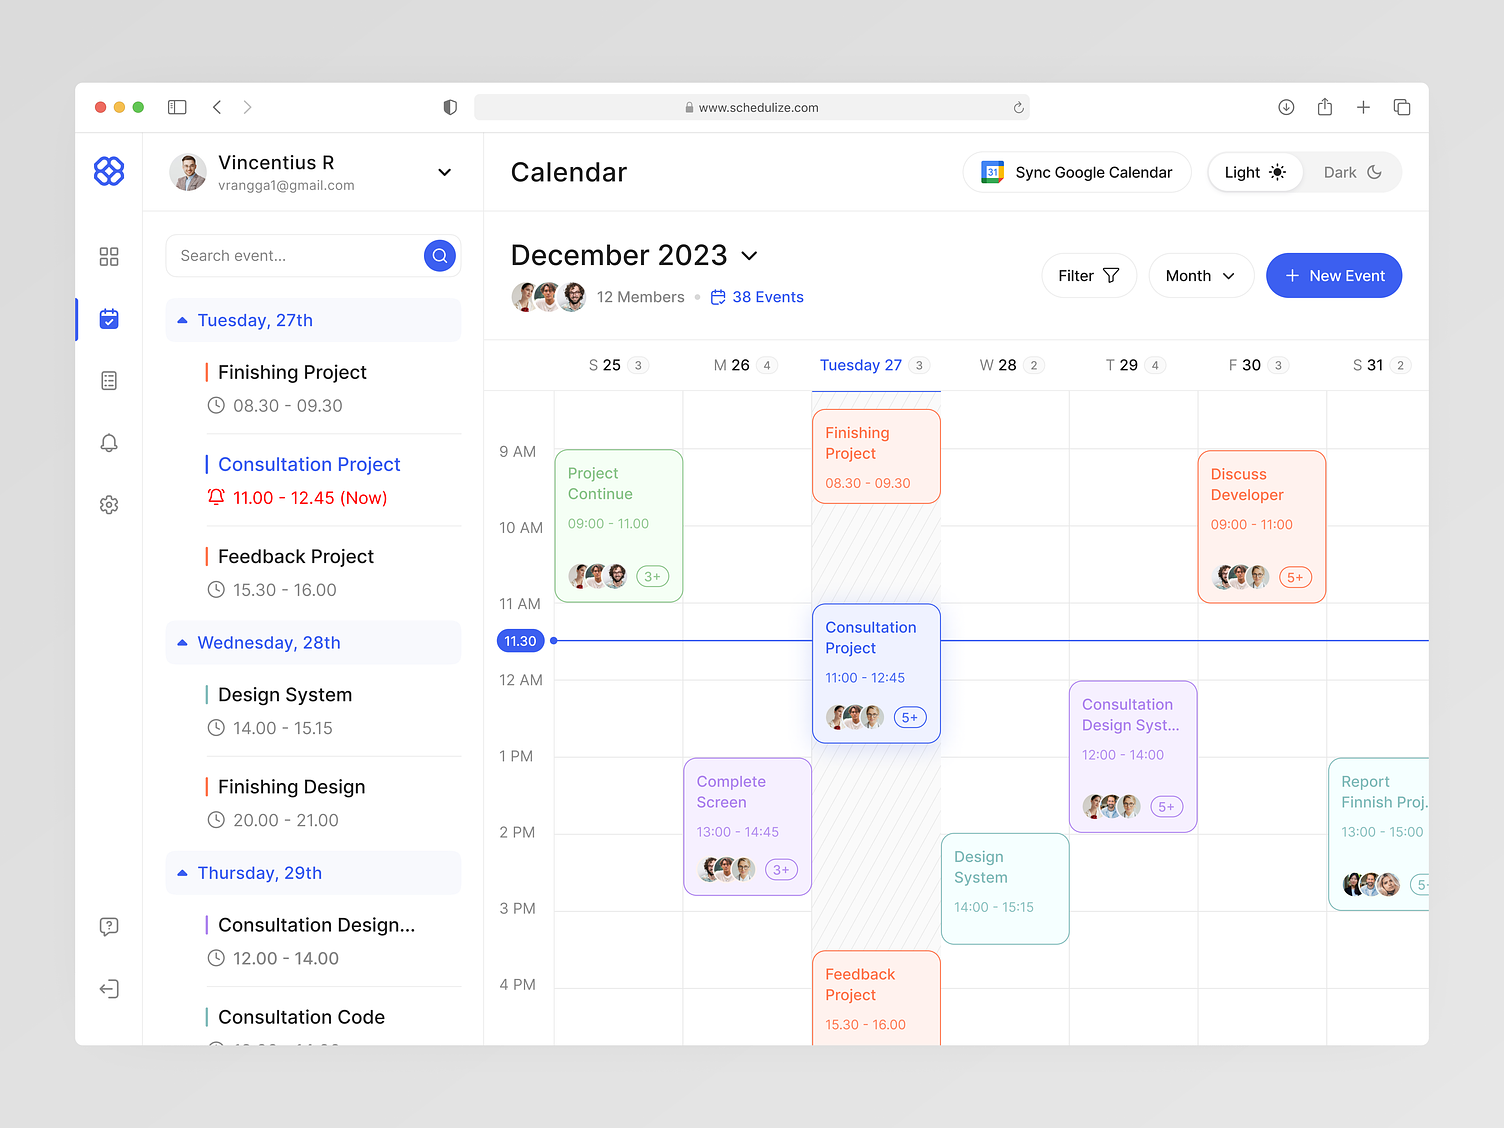 www.schedulize.com
Vincentius R
vrangga1@gmail.com
Calendar
31
Sync Google Calendar
Light
Dark
Search event...
December 2023
12 Members
38 Events
Filter
Month
+ New Event
Tuesday, 27th
Finishing Project
08.30 - 09.30
Consultation Project
11.00 - 12.45 (Now)
Feedback Project
15.30 - 16.00
Wednesday, 28th
Design System
14.00 - 15.15
Finishing Design
20.00 - 21.00
Thursday, 29th
Consultation Design...
12.00 - 14.00
Consultation Code
S 25 3
M 26 4
Tuesday 27 3
W 28 2
T 29 4
F 30 3
S 31 2
9 AM
10 AM
11 AM
11.30
12 AM
1 PM
2 PM
3 PM
4 PM
Project
Continue
09:00 - 11.00
3+
Complete
Screen
13:00 - 14:45
3+
Finishing
Project
08.30 - 09.30
Consultation
Project
11:00 - 12:45
5+
Feedback
Project
15.30 - 16.00
Design
System
14:00 - 15:15
Consultation
Design Syst...
12:00 - 14:00
5+
Discuss
Developer
09:00 - 11:00
5+
Report
Finnish Proj.
13:00 - 15:00
5